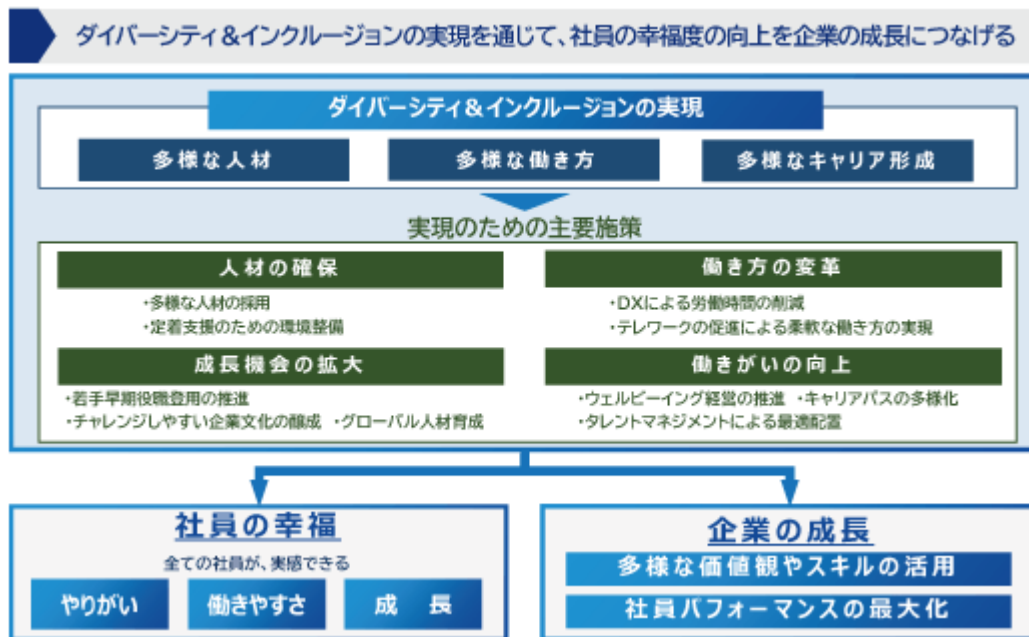 ダイバーシティ&インクルージョンの実現を通じて、社員の幸福度の向上を企業の成長につなげる
ダイバーシティ&インクルージョンの実現
多様な人材
多様な働き方
多様なキャリア形成
実現のための主要施策
人材の確保
・多様な人材の採用
・定着支援のための環境整備
働き方の変革
・DXによる労働時間の削減
・テレワークの促進による柔軟な働き方の実現
成長機会の拡大
・若手早期役職登用の推進
・チャレンジしやすい企業文化の醸成 ・グローバル人材育成
働きがいの向上
・ウェルビーイング経営の推進 ・キャリアパスの多様化
・タレントマネジメントによる最適配置
社員の幸福
全ての社員が、実感できる
やりがい
働きやすさ
成 長
企業の成長
多様な価値観やスキルの活用
社員パフォーマンスの最大化